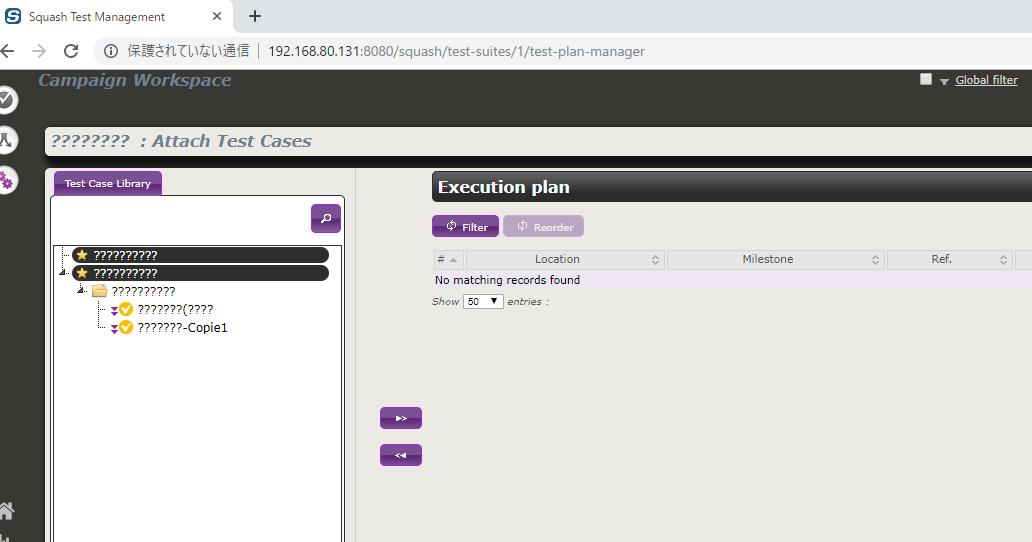 Squash Test Management
保護されていない通信 192.168.80.131:8080/squash/test-suites/1/test-plan-manager
Campaign Workspace
Global filter
???????? : Attach Test Cases
Test Case Library
Execution plan
Filter Reorder
# Location Milestone Ref.
No matching records found
Show 50 entries :
??????????
??????????
??????????
???????(????
???????-Copie1